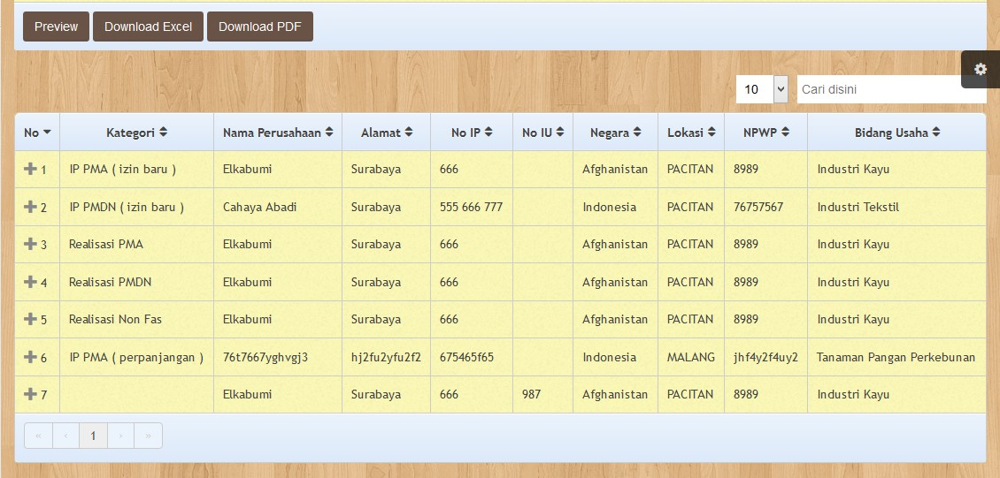 Preview Download Excel Download PDF
10 Cari disini
No Kategori Nama Perusahaan Alamat No IP No IU Negara Lokasi NPWP Bidang Usaha
1 IP PMA ( izin baru ) Elkabumi Surabaya 666 Afghanistan PACITAN 8989 Industri Kayu
2 IP PMDN ( izin baru ) Cahaya Abadi Surabaya 555 666 777 Indonesia PACITAN 76757567 Industri Tekstil
3 Realisasi PMA Elkabumi Surabaya 666 Afghanistan PACITAN 8989 Industri Kayu
4 Realisasi PMDN Elkabumi Surabaya 666 Afghanistan PACITAN 8989 Industri Kayu
5 Realisasi Non Fas Elkabumi Surabaya 666 Afghanistan PACITAN 8989 Industri Kayu
6 IP PMA ( perpanjangan ) 76t7667yghvgj3 hj2fu2yfu2f2 675465f65 Indonesia MALANG jhf4y2f4uy2 Tanaman Pangan Perkebunan
7 Elkabumi Surabaya 666 987 Afghanistan PACITAN 8989 Industri Kayu
« ‹ 1 › »